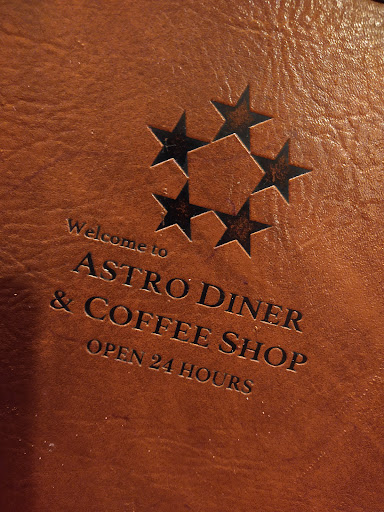 Welcome to
ASTRO DINER
& COFFEE SHOP
OPEN 24 HOURS